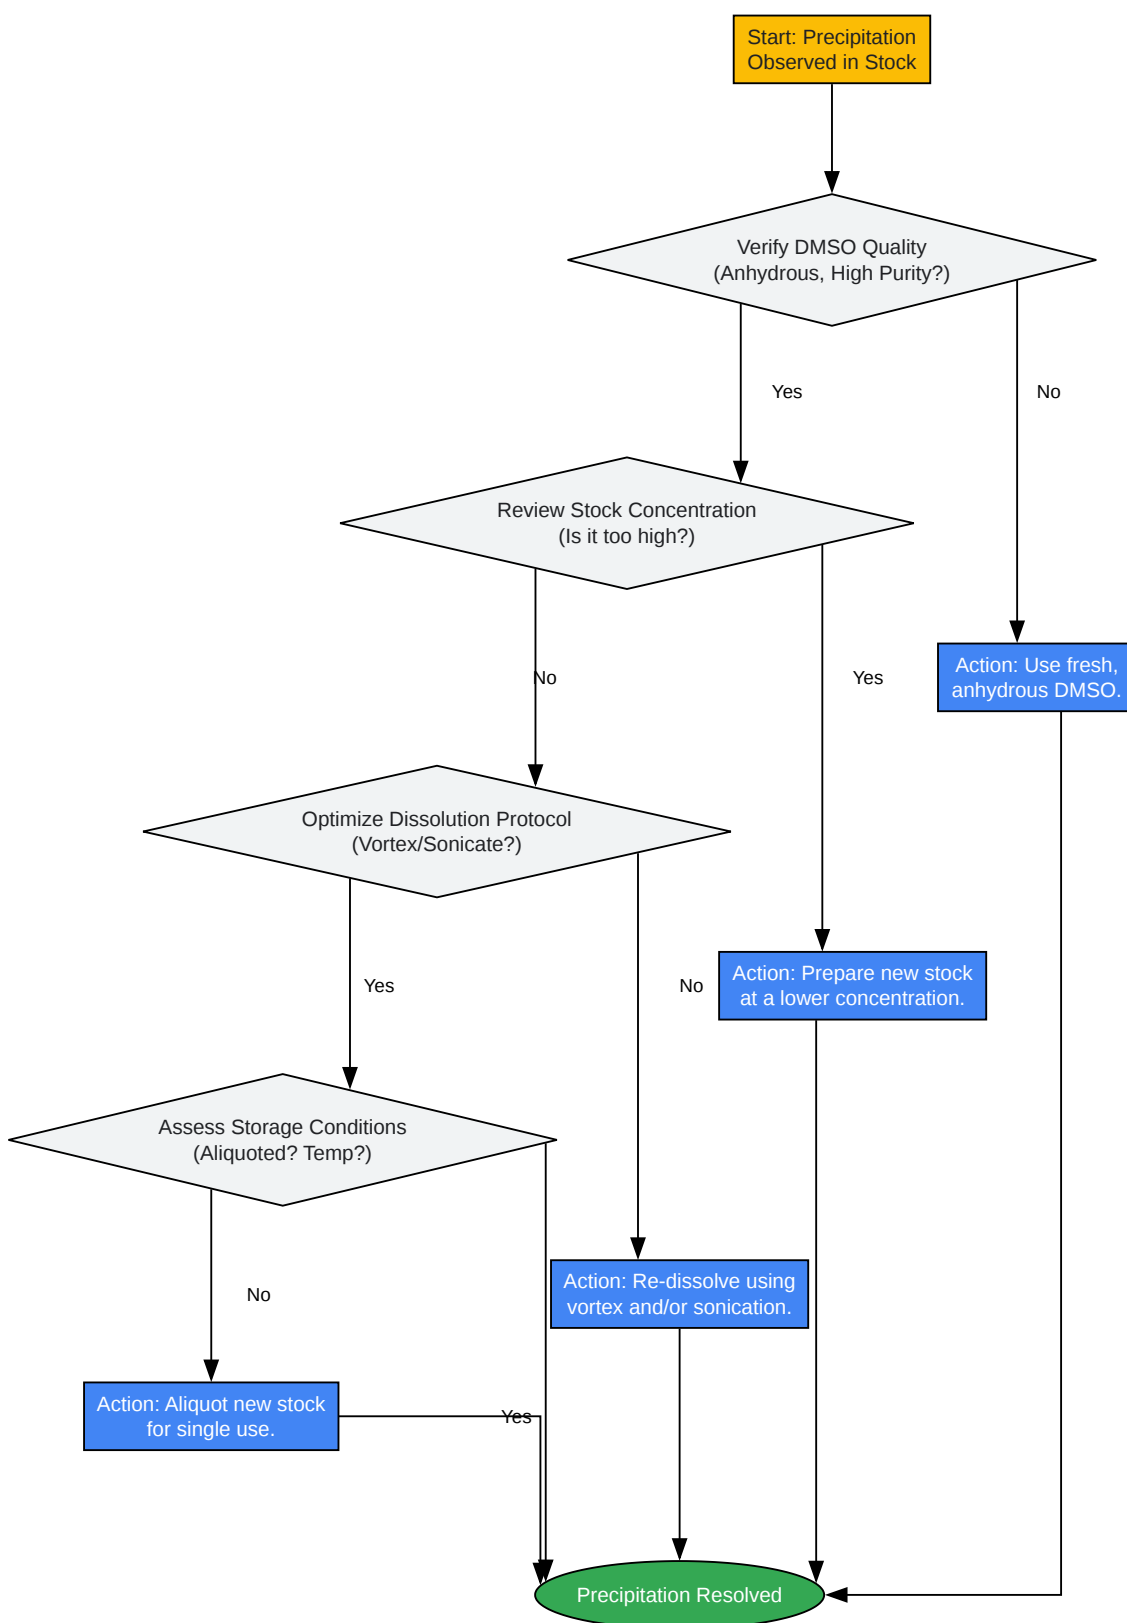 Start: Precipitation
Observed in Stock
Verify DMSO Quality
(Anhydrous, High Purity?)
Yes
No
Review Stock Concentration
(Is it too high?)
No
Yes
Action: Use fresh,
anhydrous DMSO.
Optimize Dissolution Protocol
(Vortex/Sonicate?)
Yes
No
Action: Prepare new stock
at a lower concentration.
Assess Storage Conditions
(Aliquoted? Temp?)
No
Action: Re-dissolve using
vortex and/or sonication.
Action: Aliquot new stock
for single use.
Yes
Precipitation Resolved